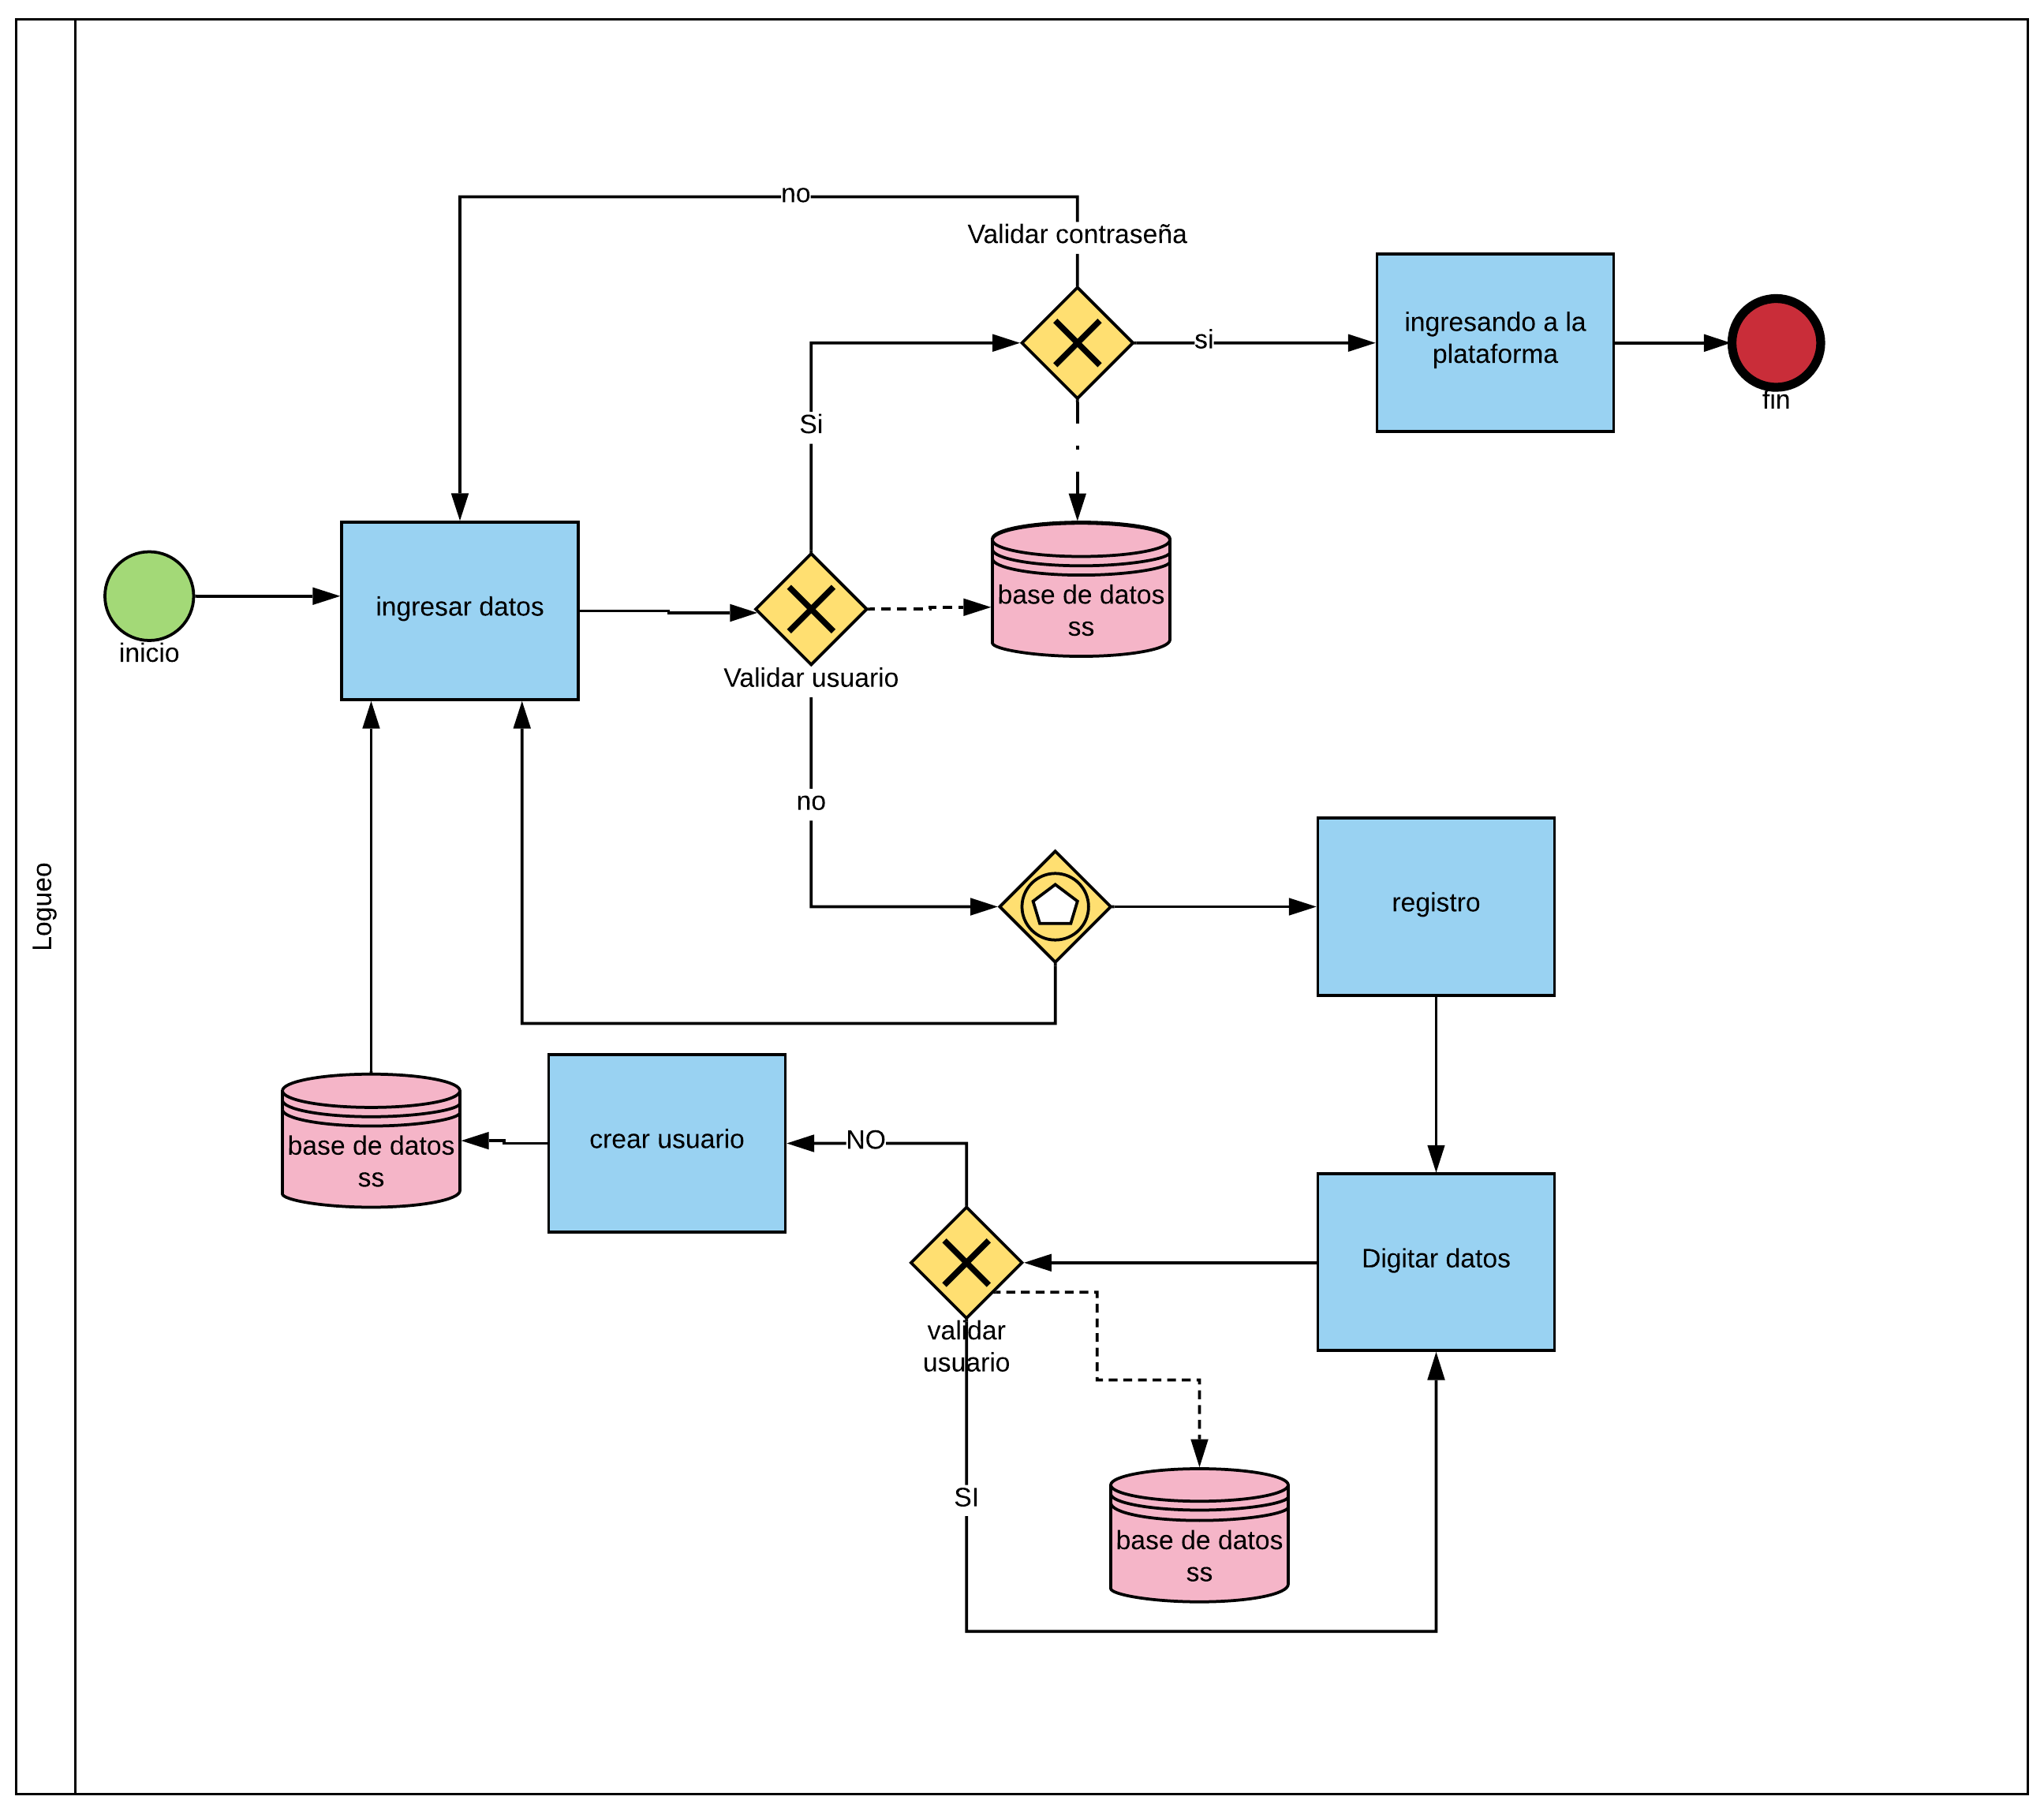 no
Validar contraseña
si
ingresando a la
plataforma
fin
Si
inicio
ingresar datos
base de datos
ss
Validar usuario
no
registro
Logueo
base de datos
ss
crear usuario
NO
Digitar datos
validar
usuario
SI
base de datos
ss